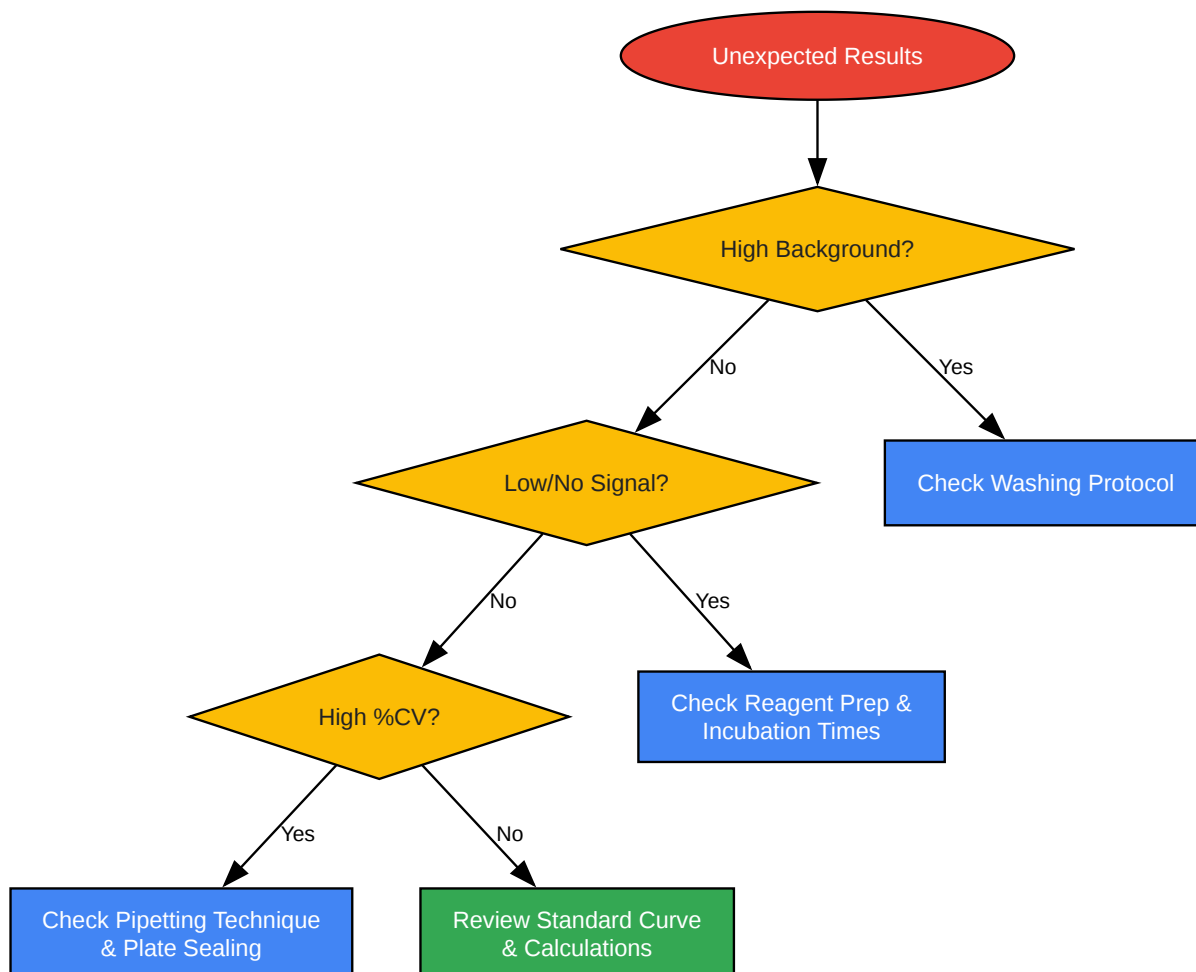 Unexpected Results
High Background?
No
Yes
Low/No Signal?
Check Washing Protocol
No
Yes
High %CV?
Check Reagent Prep &
Incubation Times
Yes
No
Check Pipetting Technique
& Plate Sealing
Review Standard Curve
& Calculations